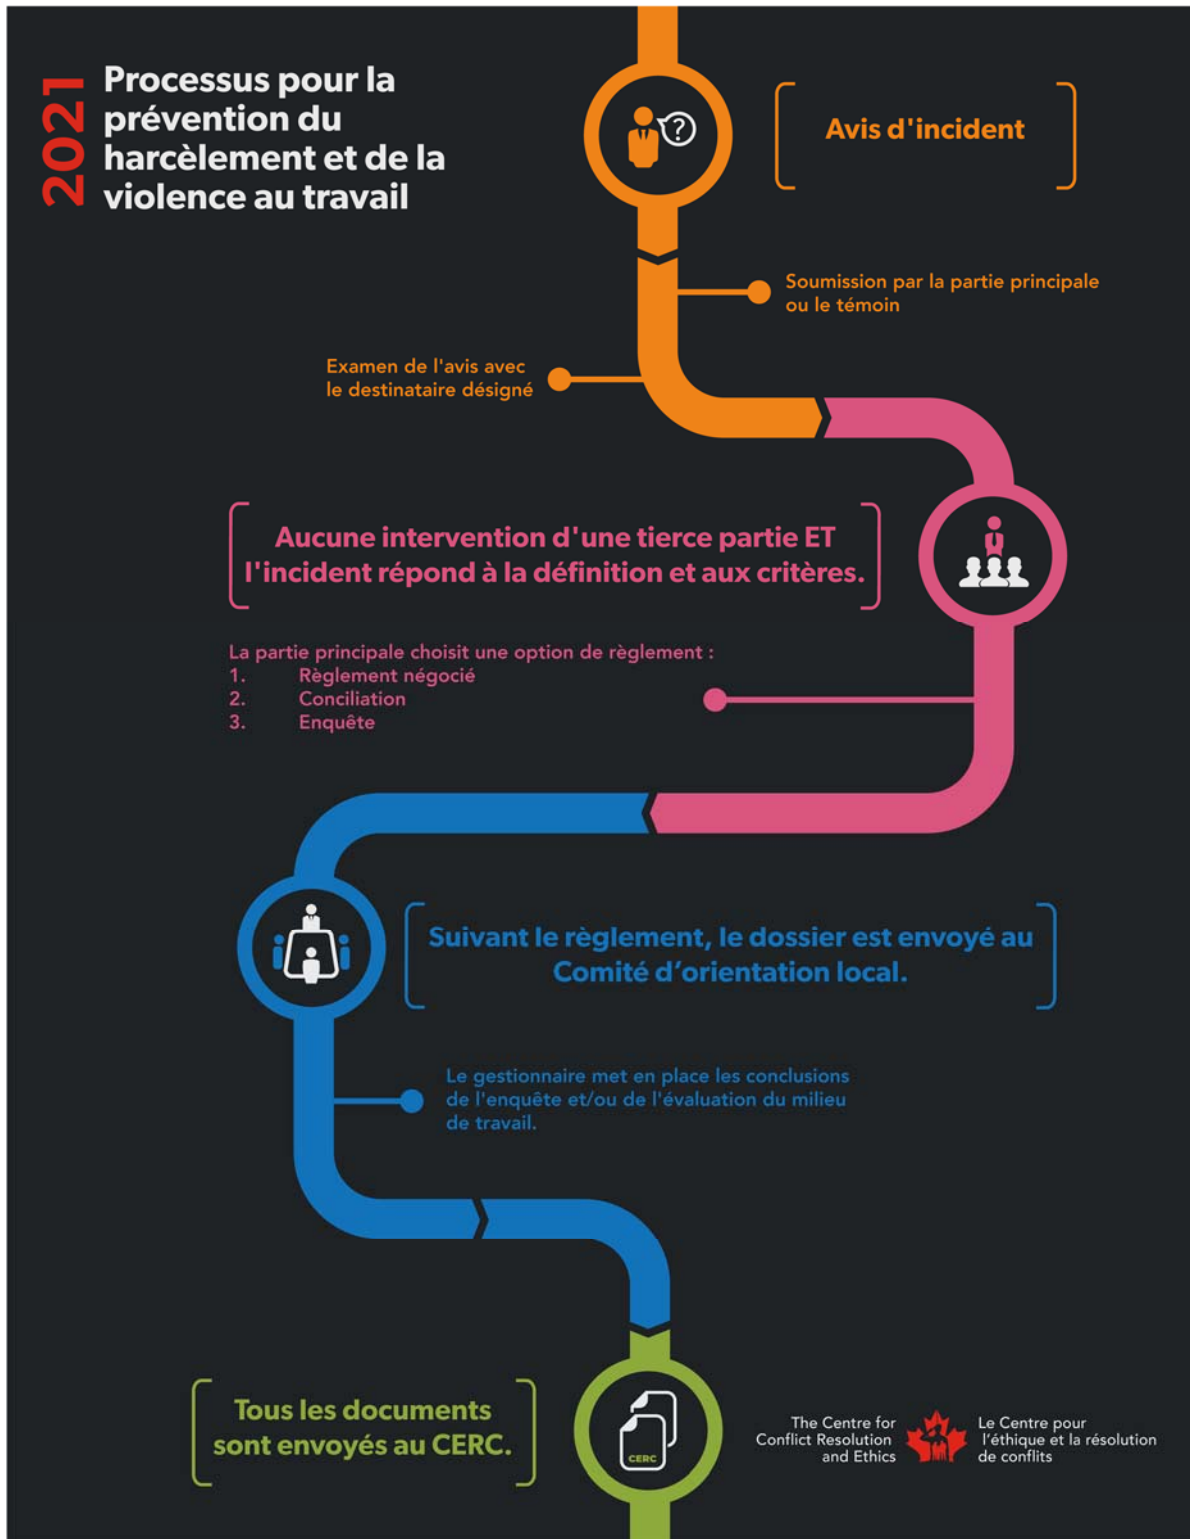 2021
Processus pour la
prévention du
harcèlement et de la
violence au travail
?
Avis d'incident
Soumission par la partie principale
ou le témoin
Examen de l'avis avec
le destinataire désigné
Aucune intervention d'une tierce partie ET
l'incident répond à la définition et aux critères.
La partie principale choisit une option de règlement :
1. Règlement négocié
2. Conciliation
3. Enquête
Suivant le règlement, le dossier est envoyé au
Comité d’orientation local.
Le gestionnaire met en place les conclusions
de l'enquête et/ou de l'évaluation du milieu
de travail.
Tous les documents
sont envoyés au CERC.
CERC
The Centre for
Conflict Resolution
and Ethics
Le Centre pour
l'éthique et la résolution
de conflits